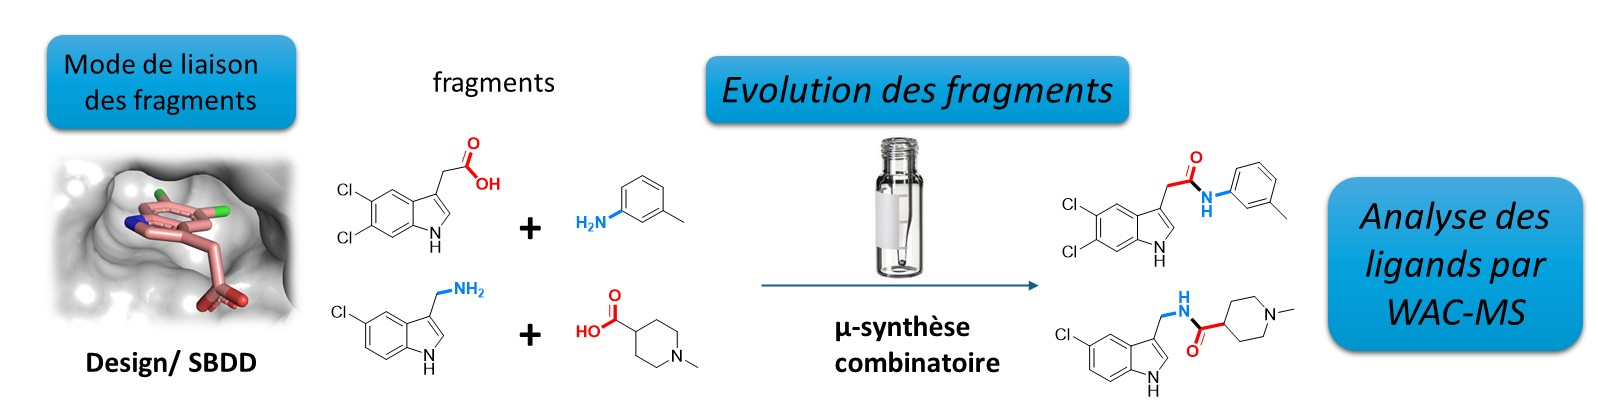 Mode de liaison
des fragments
fragments
Evolution des fragments
Cl
Cl
N
H
O
OH
+
H₂N
Cl
N
H
NH₂
+
O
HO
N
Design/ SBDD
µ-synthèse
combinatoire
Cl
Cl
N
H
O
N
H
Cl
N
H
H
N
O
N
Analyse des
ligands par
WAC-MS